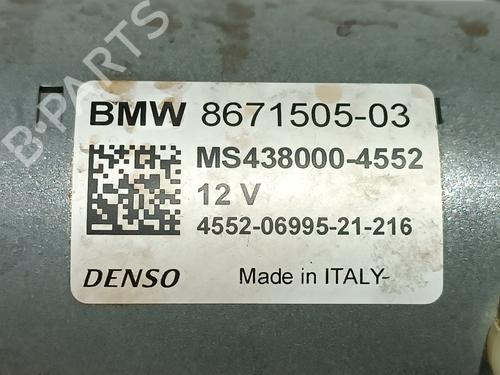 B-PARTS
BMW 8671505-03
MS438000-4552
12 V
4552-06995-21-216
DENSO Made in ITALY-